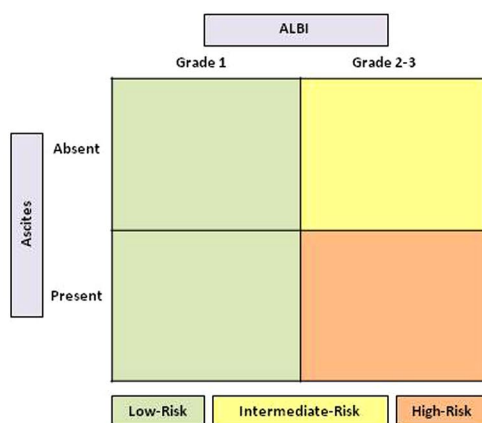 ALBI
Grade 1
Grade 2-3
Absent
Ascites
Present
Low-Risk
Intermediate-Risk
High-Risk